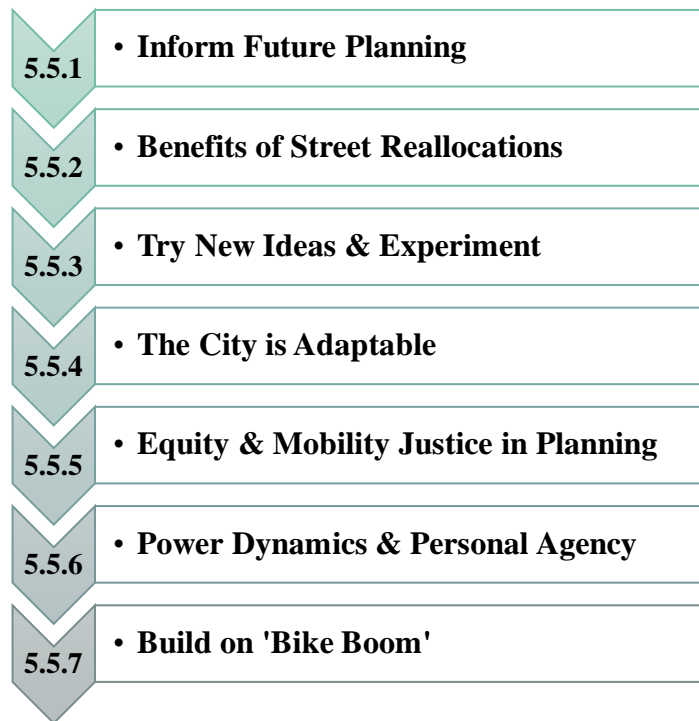 5.5.1 • Inform Future Planning
5.5.2 • Benefits of Street Reallocations
5.5.3 • Try New Ideas & Experiment
5.5.4 • The City is Adaptable
5.5.5 • Equity & Mobility Justice in Planning
5.5.6 • Power Dynamics & Personal Agency
5.5.7 • Build on 'Bike Boom'